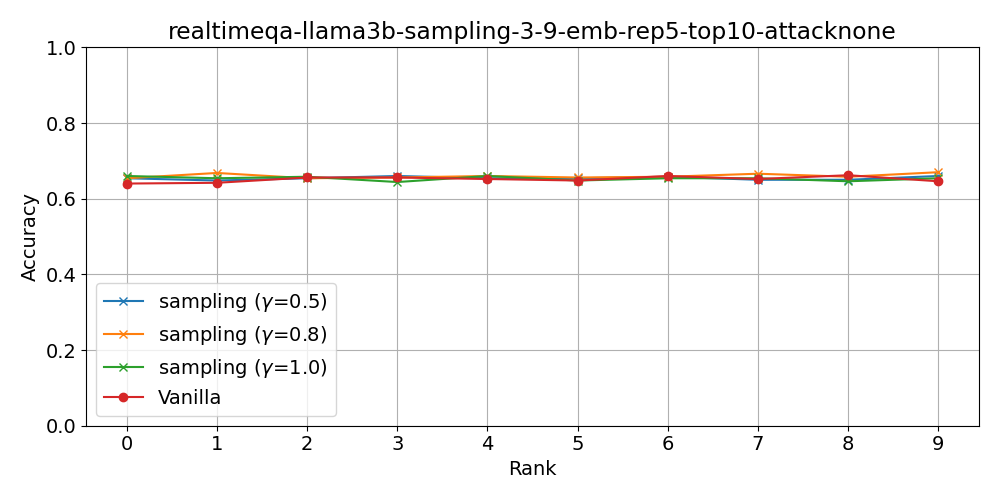 realtimeqa-llama3b-sampling-3-9-emb-rep5-top10-attacknone
1.0
0.8
0.6
0.4
0.2
0.0
Accuracy
sampling (γ=0.5)
sampling (γ=0.8)
sampling (γ=1.0)
Vanilla
0 1 2 3 4 5 6 7 8 9
Rank